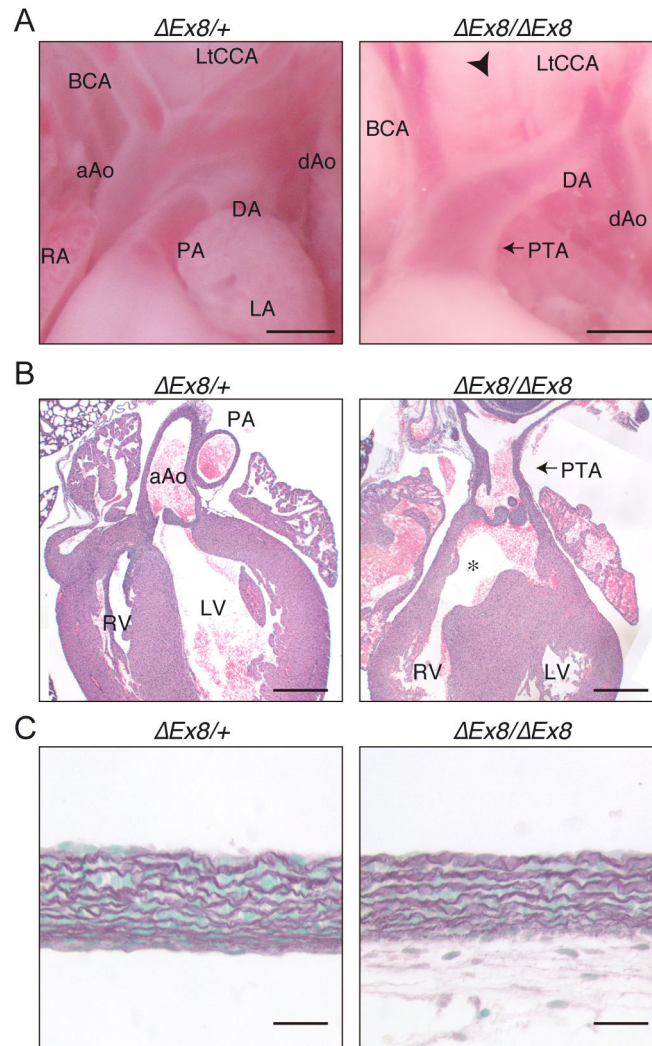 A
ΔEx8/+
ΔEx8/ΔEx8
LtCCA
BCA
aAo
dAo
DA
RA
PA
LA
LtCCA
BCA
DA
dAo
PTA
B
ΔEx8/+
ΔEx8/ΔEx8
PA
aAo
RV
LV
PTA
*
RV
LV
C
ΔEx8/+
ΔEx8/ΔEx8